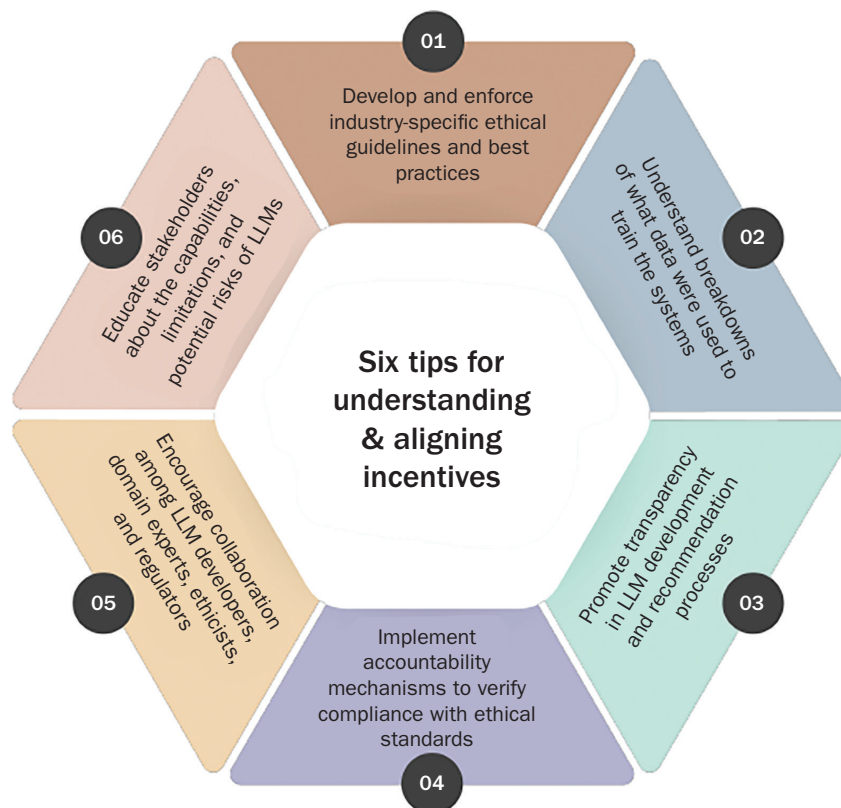 01
Develop and enforce
industry-specific ethical
guidelines and best
practices
02
Understand breakdowns
of what data were used to
train the systems
03
Promote transparency
in LLM development
and recommendation
processes
04
Implement
accountability
mechanisms to verify
compliance with ethical
standards
05
Encourage collaboration
among LLM developers,
domain experts, ethicists,
and regulators
06
Educate stakeholders
about the capabilities,
limitations, and
potential risks of LLMs
Six tips for
understanding
& aligning
incentives